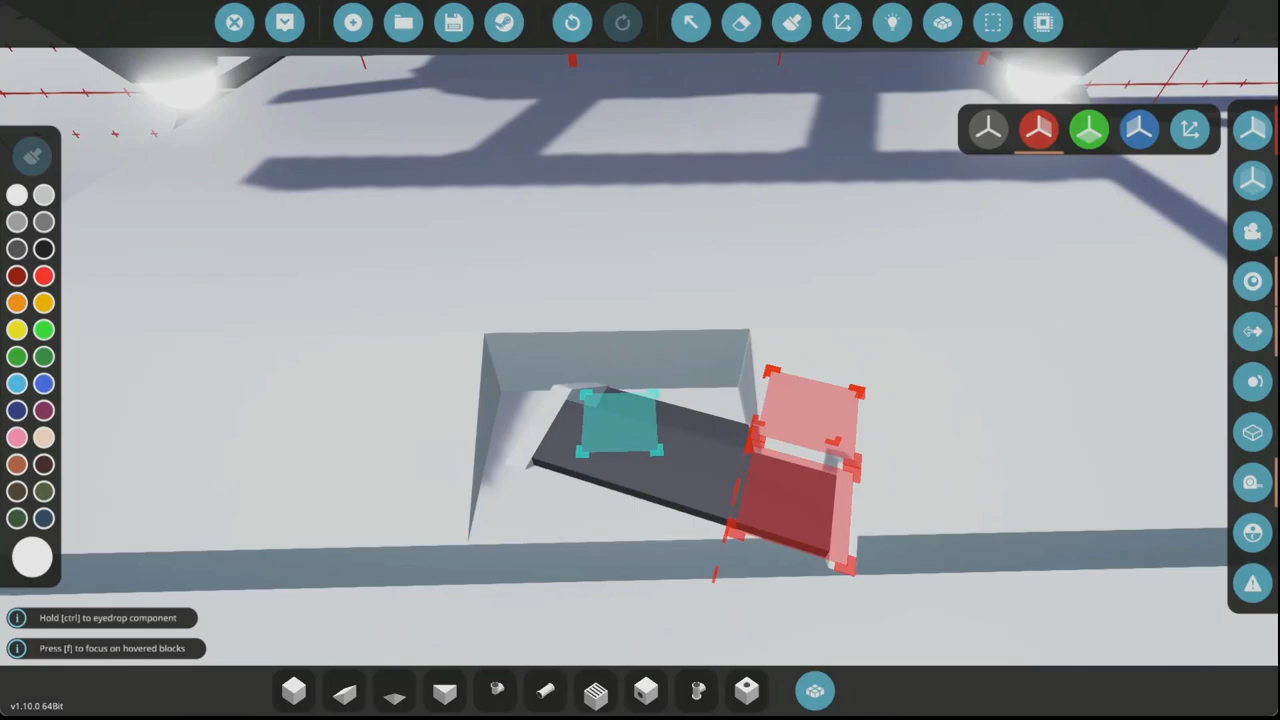 Hold [ctrl] to eyedrop component
Press [f] to focus on hovered blocks
v1.10.0 64Bit